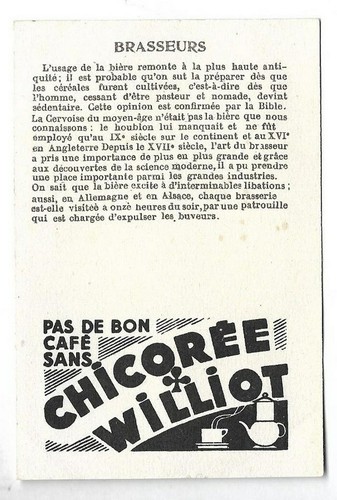 BRASSEURS
L'usage de la bière remonte à la plus haute anti-
quité ; il est probable qu'on sut la préparer dès que
les céréales furent cultivées, c'est-à-dire dès que
l'homme, cessant d'être pasteur et nomade, devint
sédentaire. Cette opinion est confirmée par la Bible.
La Cervoise du moyen-âge n'était pas la bière que nous
connaissons : le houblon lui manquait et ne fût
employé qu'au IXe siècle sur le continent et au XVIe
en Angleterre Depuis le XVIIe siècle, l'art du brasseur
a pris une importance de plus en plus grande et grâce
aux découvertes de la science moderne, il a pu prendre
une place importante parmi les grandes industries.
On sait que la bière excite à d'interminables libations ;
aussi, en Allemagne et en Alsace, chaque brasserie
est-elle visitée a onze heures du soir, par une patrouille
qui est chargée d'expulser les buveurs.
PAS DE BON
CAFÉ
SANS
CHICORÉE
WILLIOT